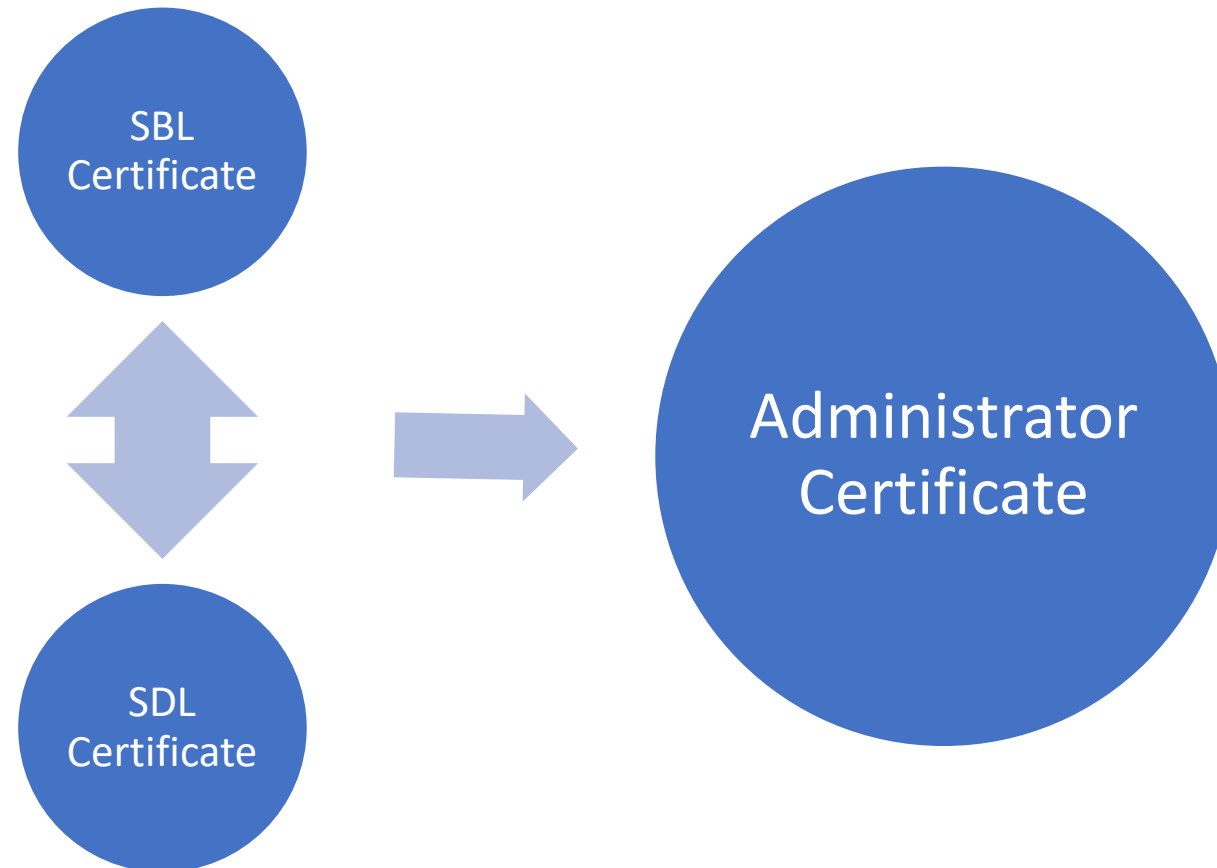 SBL
Certificate
Administrator
Certificate
SDL
Certificate